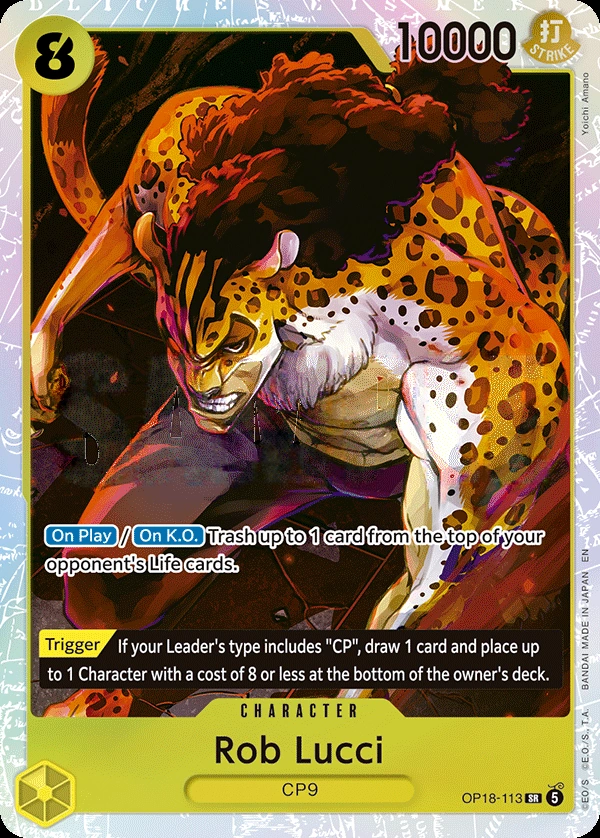 8
10000
打
STRIKE
Yoichi Amano
On Play / On K.O. Trash up to 1 card from the top of your
opponent's Life cards.
Trigger If your Leader's type includes "CP", draw 1 card and place up
to 1 Character with a cost of 8 or less at the bottom of the owner's deck.
CHARACTER
Rob Lucci
CP9
OP18-113 SR 5
©E.O./S ©E.O./S., T.A. BANDAI MADE IN JAPAN EN